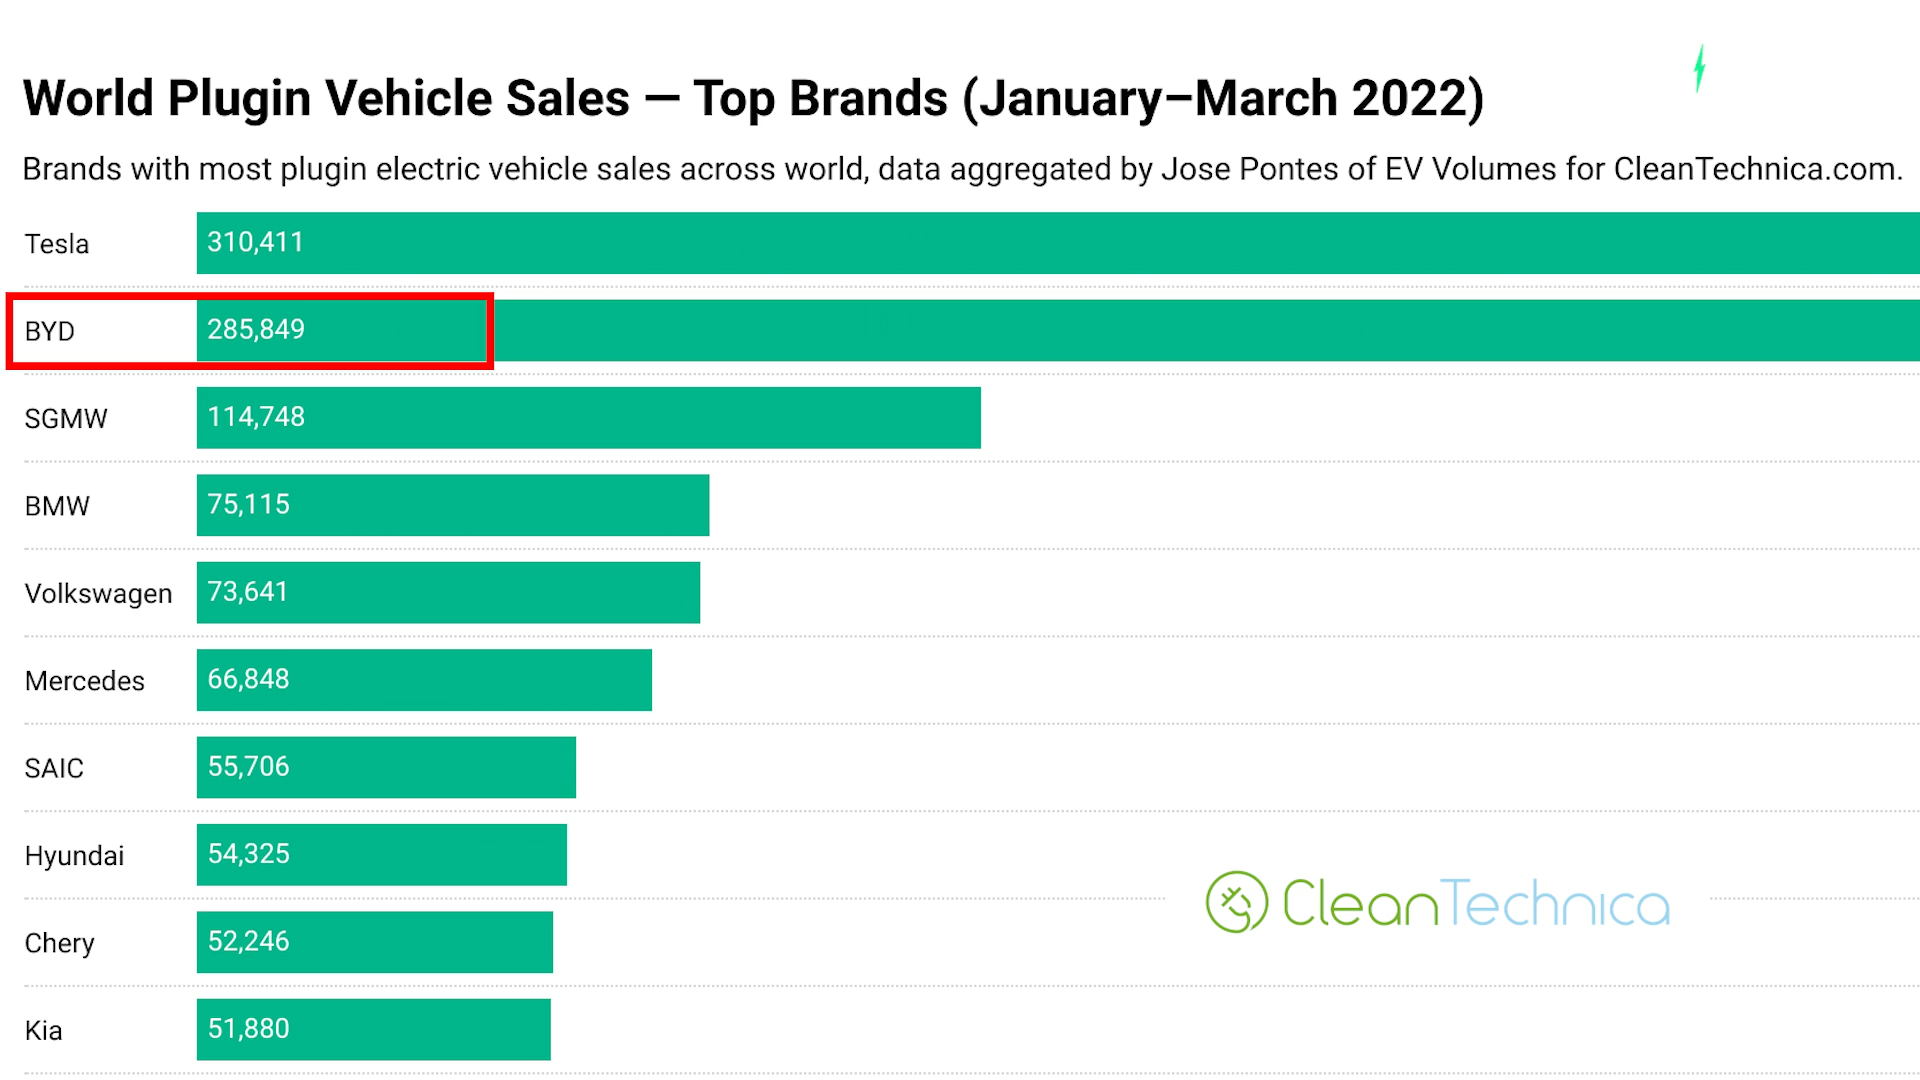 World Plugin Vehicle Sales — Top Brands (January–March 2022)
Brands with most plugin electric vehicle sales across world, data aggregated by Jose Pontes of EV Volumes for CleanTechnica.com.
Tesla 310,411
BYD 285,849
SGMW 114,748
BMW 75,115
Volkswagen 73,641
Mercedes 66,848
SAIC 55,706
Hyundai 54,325
CleanTechnica
Chery 52,246
Kia 51,880